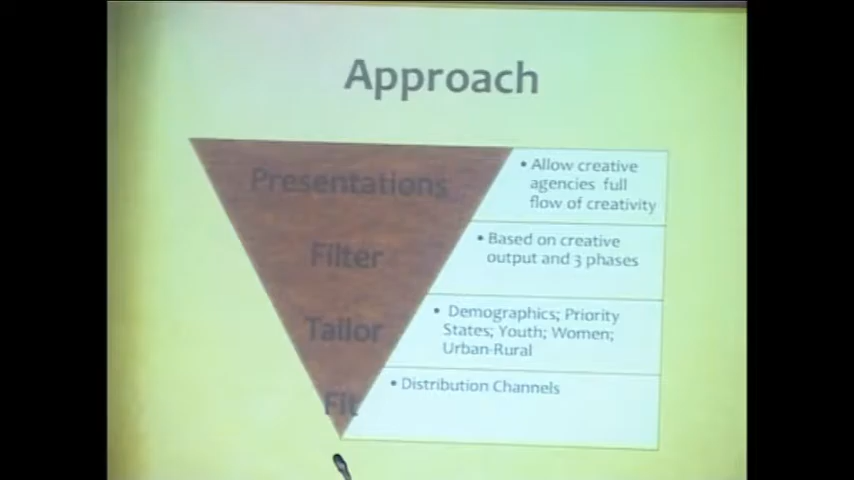 Approach
Presentations
• Allow creative
agencies full
flow of creativity
Filter
• Based on creative
output and 3 phases
Tailor
• Demographics; Priority
States; Youth; Women;
Urban-Rural
Fit
• Distribution Channels